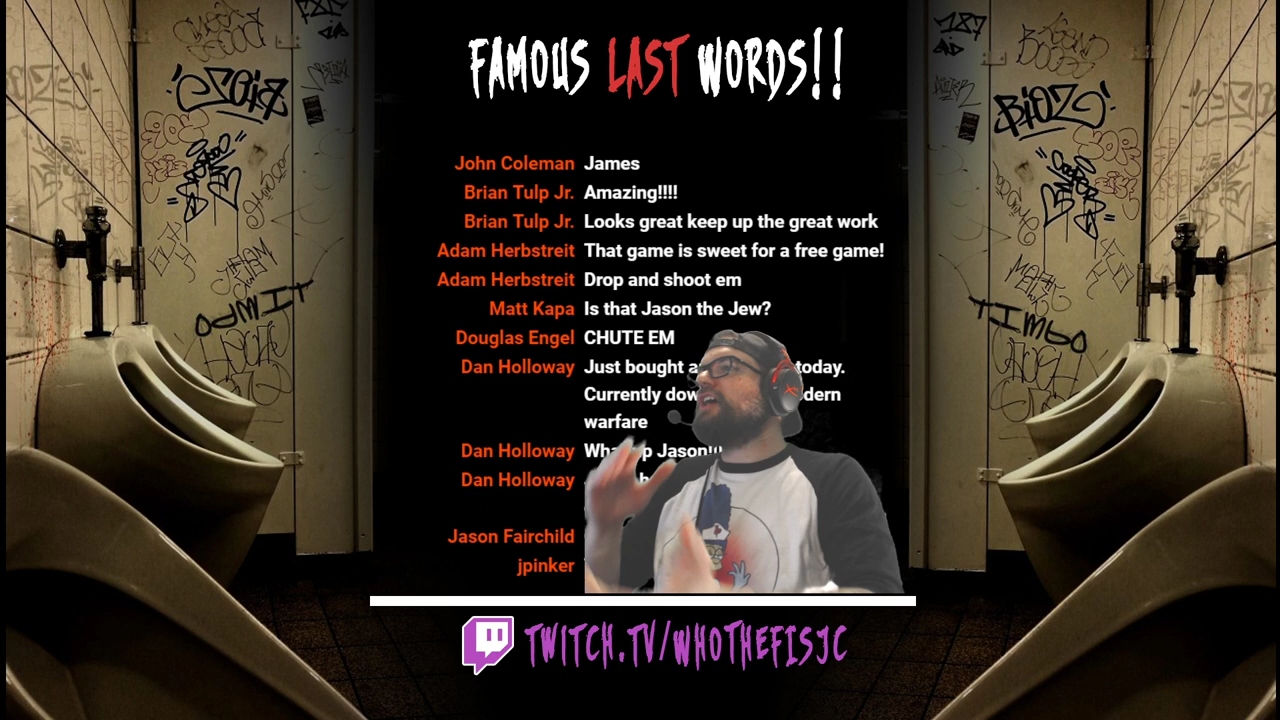 FAMOUS LAST WORDS!!
John Coleman James
Brian Tulp Jr. Amazing!!!!
Brian Tulp Jr. Looks great keep up the great work
Adam Herbstreit That game is sweet for a free game!
Adam Herbstreit Drop and shoot em
Matt Kapa Is that Jason the Jew?
Douglas Engel CHUTE EM
Dan Holloway Just bought today.
Currently
warfare
Dan Holloway Jason!!!
Dan Holloway
Jason Fairchild
jpinker
TWITCH.TV/WHOTHEFISJC
187
BIOZ
TIMBO